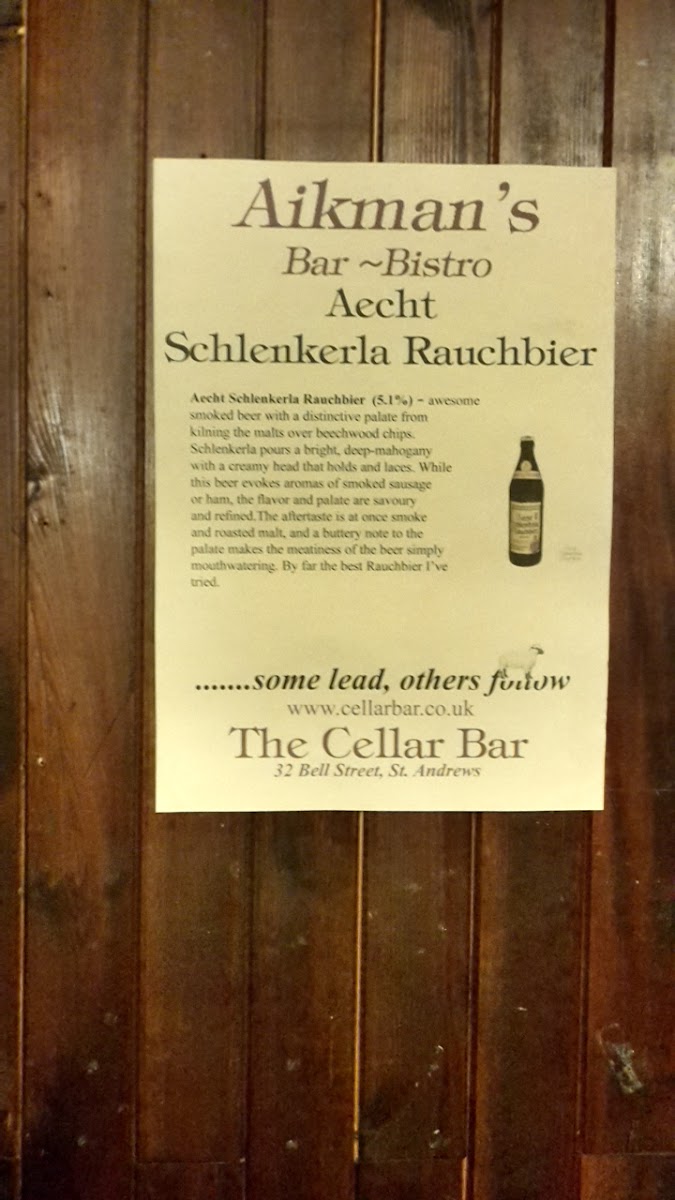 Aikman's
Bar ~Bistro
Aecht
Schlenkerla Rauchbier
Aecht Schlenkerla Rauchbier (5.1%) – awesome
smoked beer with a distinctive palate from
kilning the malts over beechwood chips.
Schlenkerla pours a bright, deep-mahogany
with a creamy head that holds and laces. While
this beer evokes aromas of smoked sausage
or ham, the flavor and palate are savoury
and refined.The aftertaste is at once smoke
and roasted malt, and a buttery note to the
palate makes the meatiness of the beer simply
mouthwatering. By far the best Rauchbier I've
tried.
.......some lead, others follow
www.cellarbar.co.uk
The Cellar Bar
32 Bell Street, St. Andrews